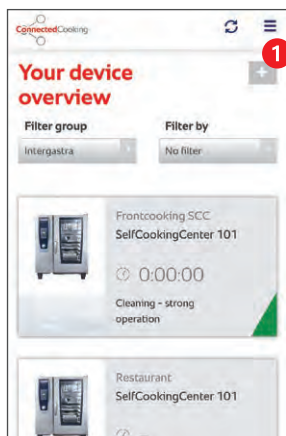 ConnectedCooking
1
Your device
overview
+
Filter group
Filter by
Intergastra
No filter
Frontcooking SCC
SelfCookingCenter 101
0:00:00
Cleaning - strong
operation
Restaurant
SelfCookingCenter 101